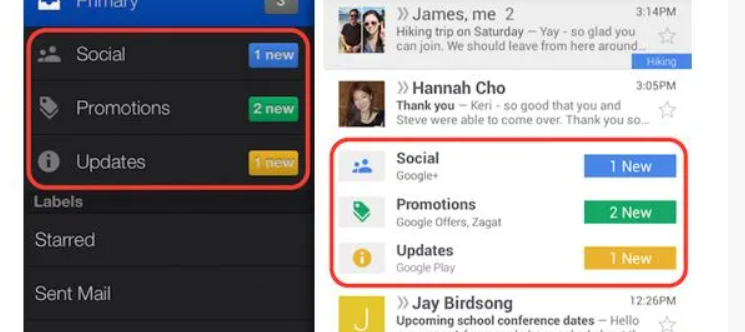 Primary
3
Social
1 new
Promotions
2 new
Updates
1 new
Labels
Starred
Sent Mail
James, me 2
3:14PM
Hiking trip on Saturday – Yay - so glad you
can join. We should leave from here around...
Hiking
Hannah Cho
3:05PM
Thank you – Keri - so good that you and
Steve were able to come over. Thank you so...
Social
Google+
1 New
Promotions
Google Offers, Zagat
2 New
Updates
Google Play
1 New
J
Jay Birdsong
12:26PM
Upcoming school conference dates – Hello